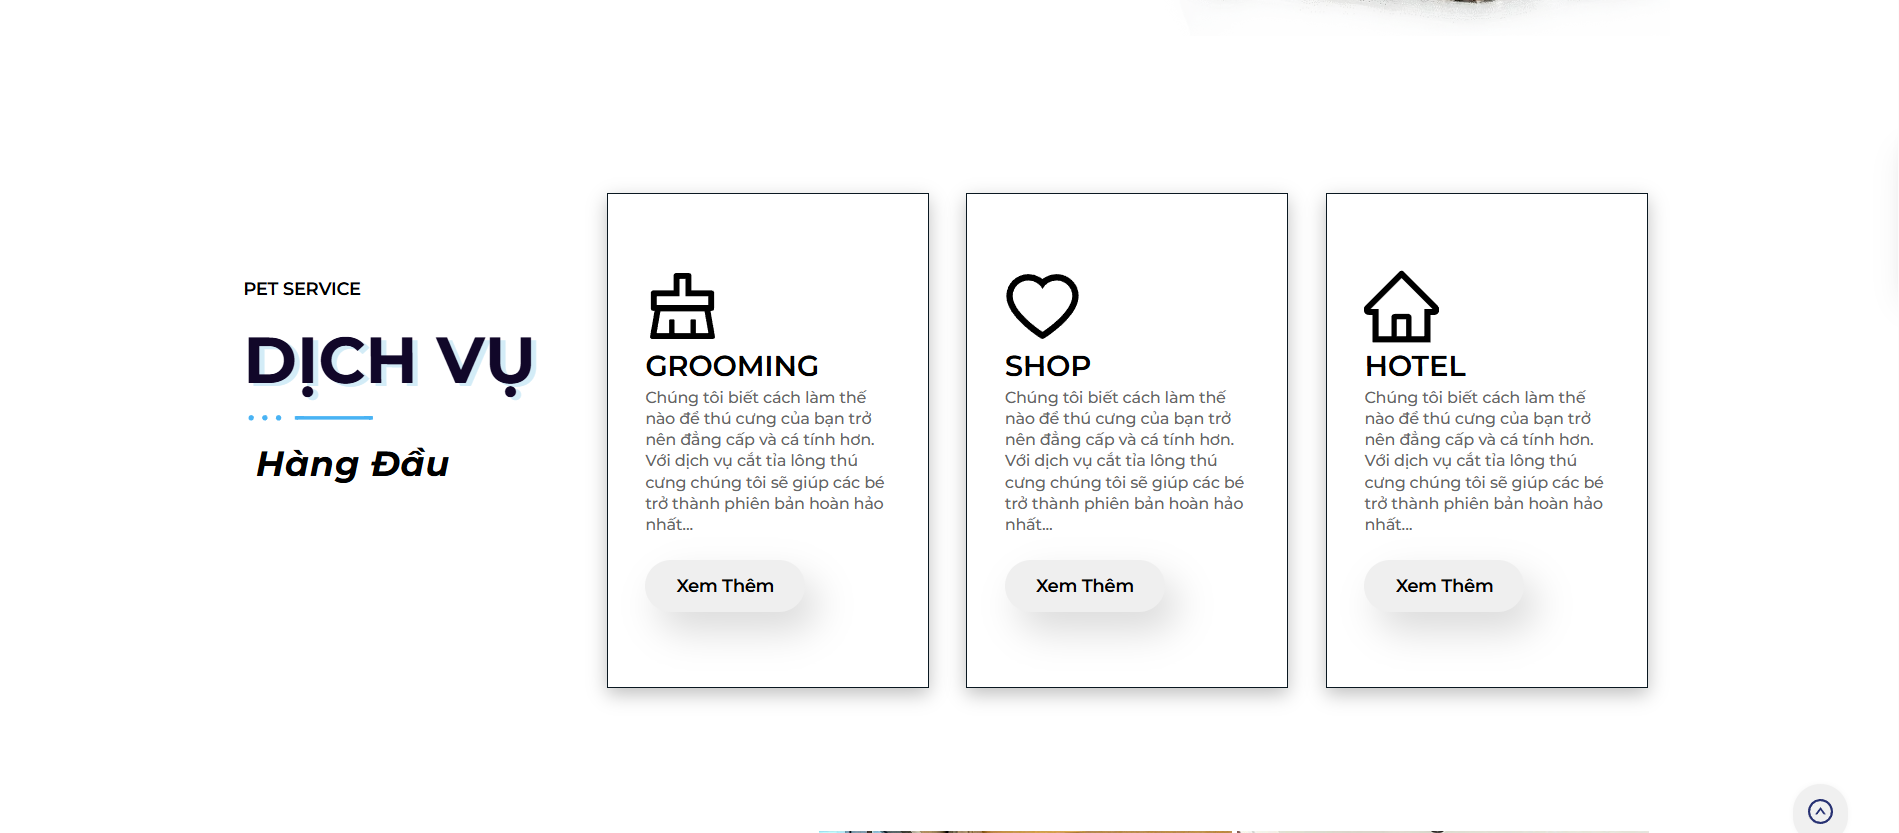 PET SERVICE
DỊCH VỤ
Hàng Đầu
GROOMING
Chúng tôi biết cách làm thế
nào để thú cưng của bạn trở
nên đẳng cấp và cá tính hơn.
Với dịch vụ cắt tỉa lông thú
cưng chúng tôi sẽ giúp các bé
trở thành phiên bản hoàn hảo
nhất...
Xem Thêm
SHOP
Chúng tôi biết cách làm thế
nào để thú cưng của bạn trở
nên đẳng cấp và cá tính hơn.
Với dịch vụ cắt tỉa lông thú
cưng chúng tôi sẽ giúp các bé
trở thành phiên bản hoàn hảo
nhất...
Xem Thêm
HOTEL
Chúng tôi biết cách làm thế
nào để thú cưng của bạn trở
nên đẳng cấp và cá tính hơn.
Với dịch vụ cắt tỉa lông thú
cưng chúng tôi sẽ giúp các bé
trở thành phiên bản hoàn hảo
nhất...
Xem Thêm